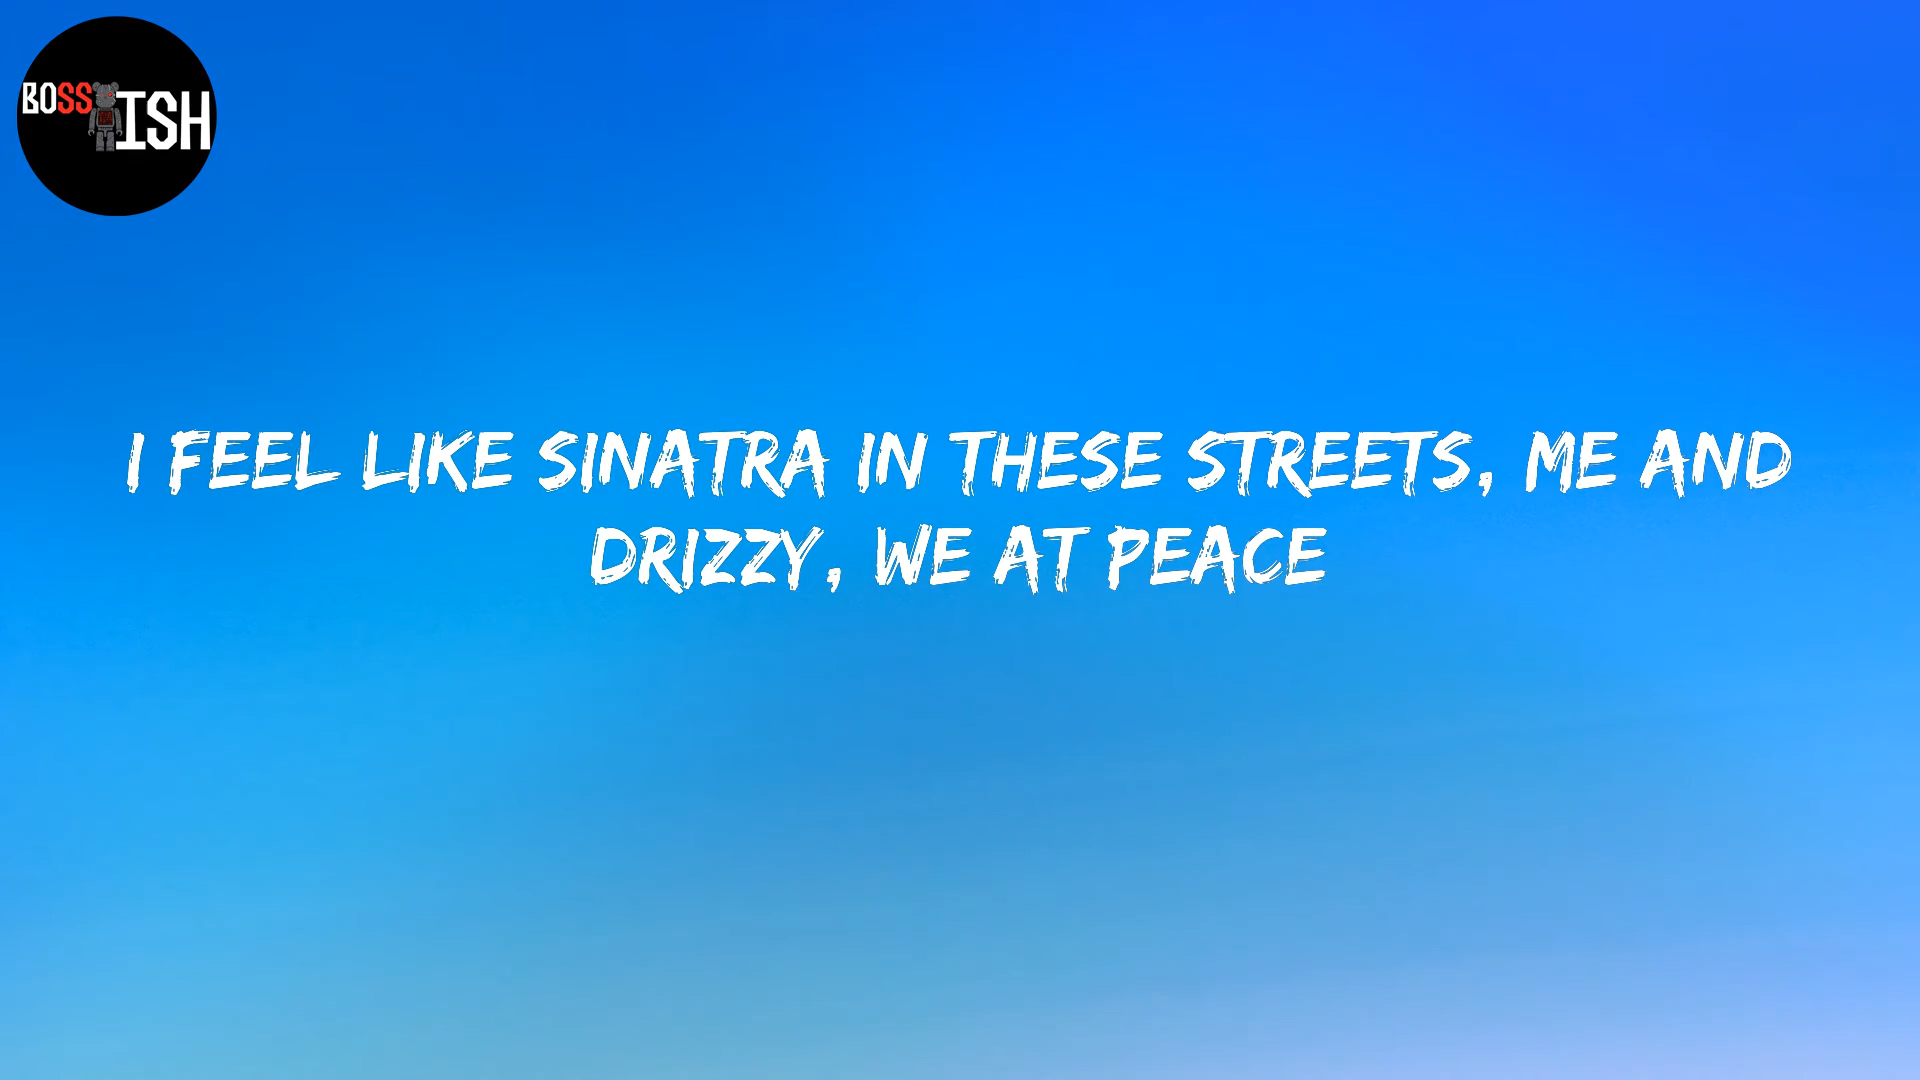 BOSS ISH
I FEEL LIKE SINATRA IN THESE STREETS, ME AND
DRIZZY, WE AT PEACE